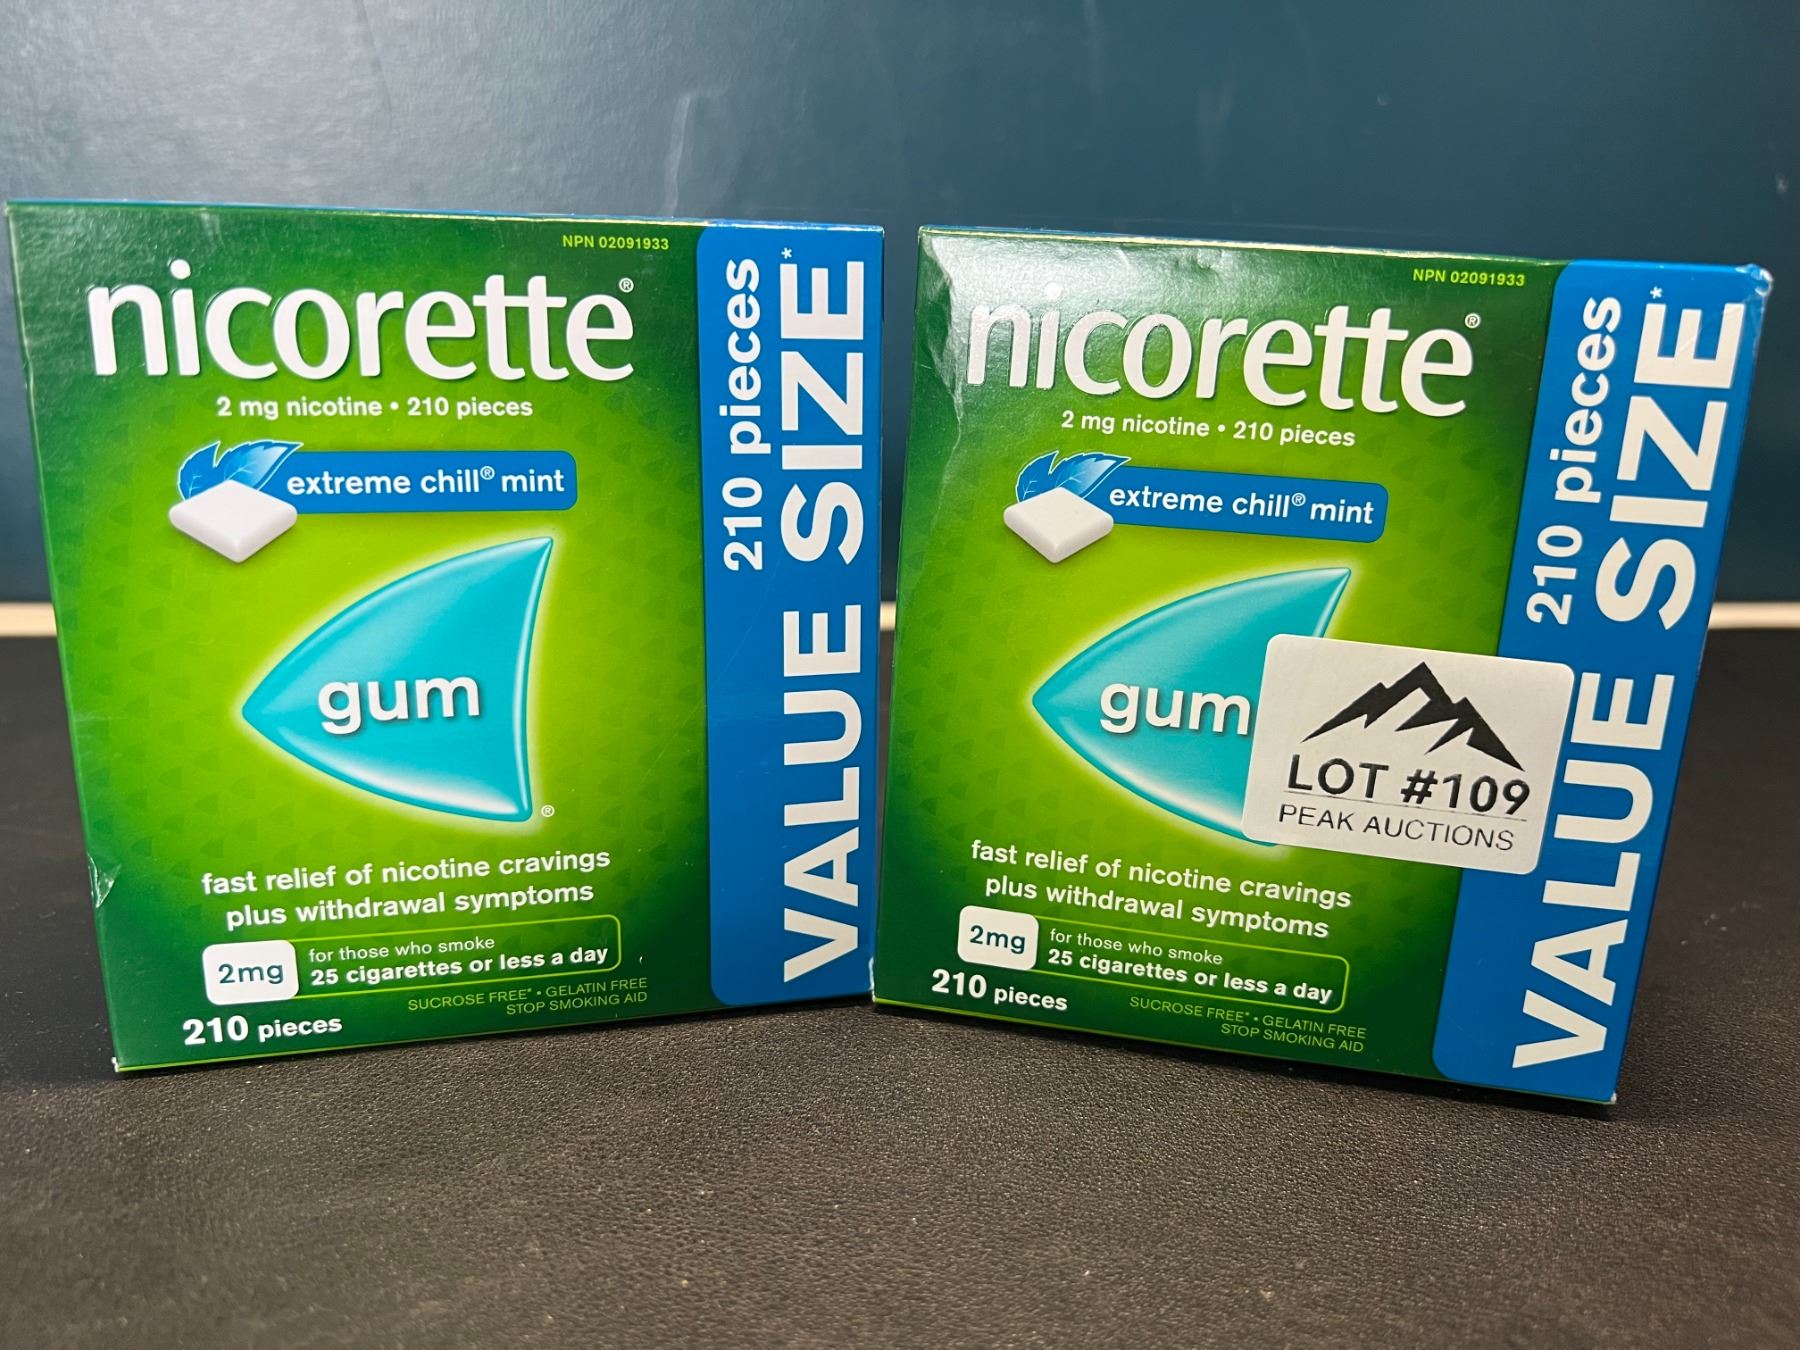 NPN 02091933
nicorette®
2 mg nicotine • 210 pieces
extreme chill® mint
gum
®
fast relief of nicotine cravings
plus withdrawal symptoms
2mg
for those who smoke
25 cigarettes or less a day
SUCROSE FREE* • GELATIN FREE
STOP SMOKING AID
210 pieces
210 pieces
VALUE SIZE*
NPN 02091933
nicorette®
2 mg nicotine • 210 pieces
extreme chill® mint
gum
LOT #109
PEAK AUCTIONS
fast relief of nicotine cravings
plus withdrawal symptoms
2mg
for those who smoke
25 cigarettes or less a day
210 pieces
SUCROSE FREE* • GELATIN FREE
STOP SMOKING AID
210 pieces
VALUE SIZE*